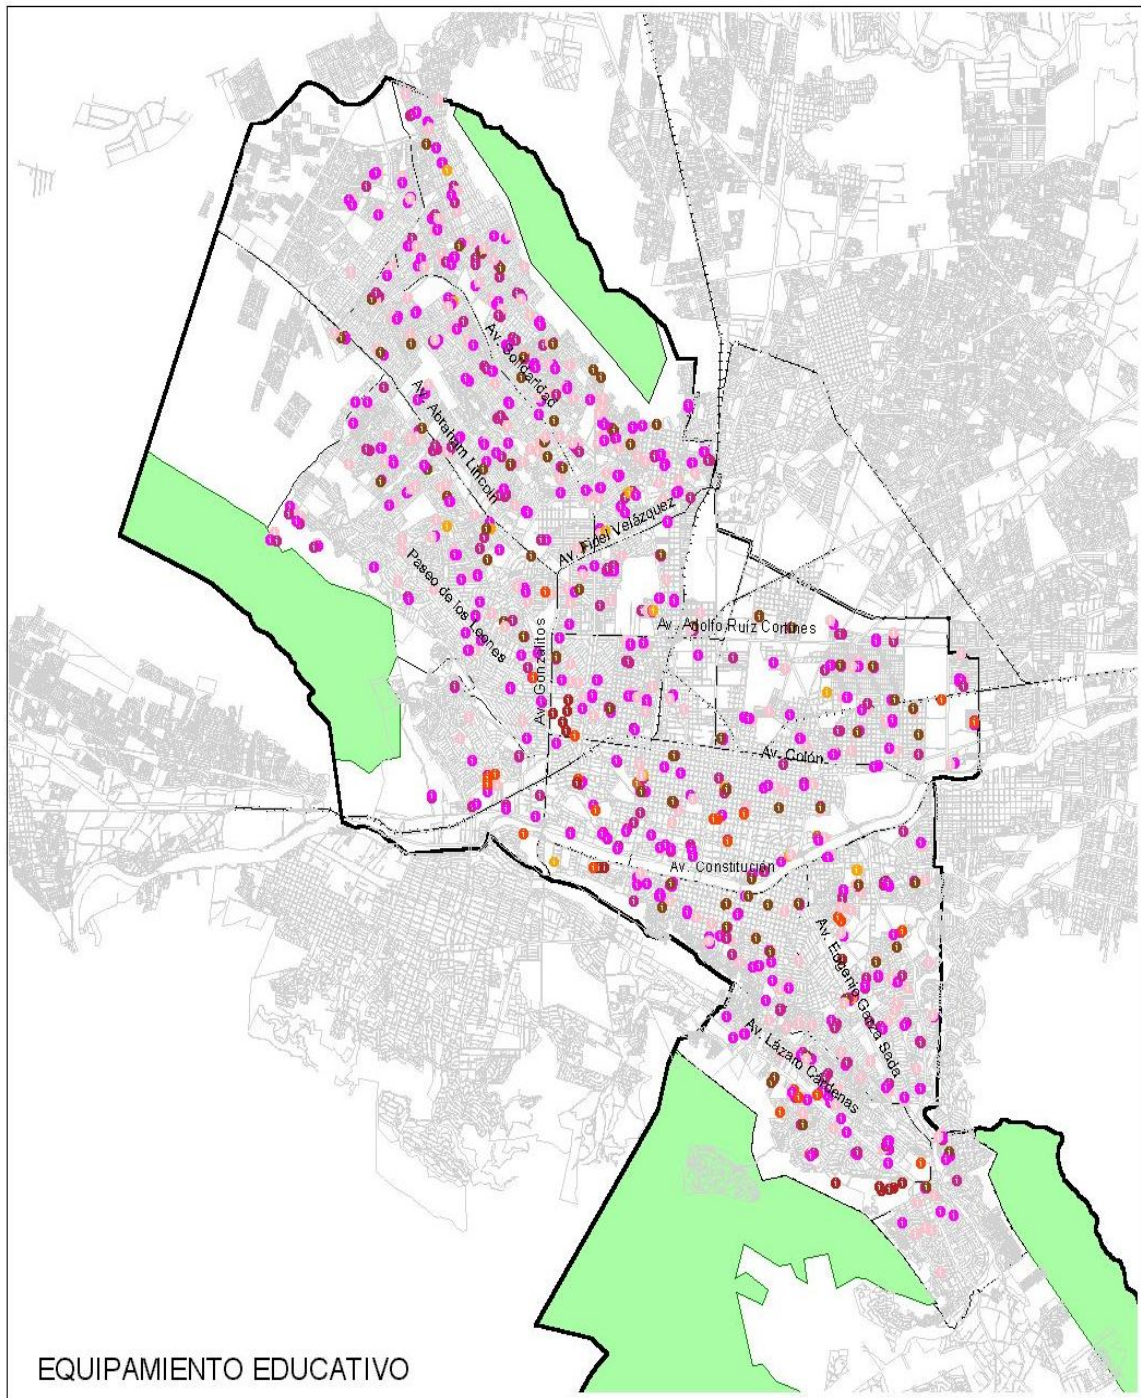 Av. Solidaridad
Av. Abraham Lincoln
Av. Fidel Velázquez
Paseo de los Leones
Av. Adolfo Ruíz Cortines
Av. Gonzalitos
Av. Colón
Av. Constitución
Av. Eugenio Garza Sada
Av. Lázaro Cárdenas
EQUIPAMIENTO EDUCATIVO